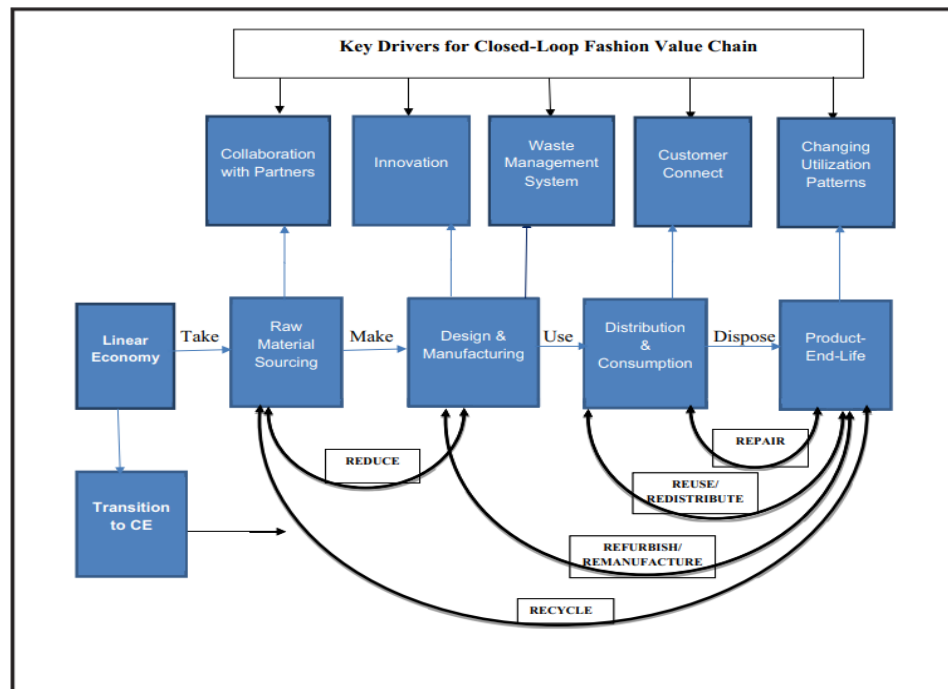 Key Drivers for Closed-Loop Fashion Value Chain
Collaboration
with Partners
Innovation
Waste
Management
System
Customer
Connect
Changing
Utilization
Patterns
Linear
Economy
Take
Raw
Material
Sourcing
Make
Design &
Manufacturing
Use
Distribution
&
Consumption
Dispose
Product-
End-Life
REDUCE
REPAIR
REUSE/
REDISTRIBUTE
Transition
to CE
REFURBISH/
REMANUFACTURE
RECYCLE